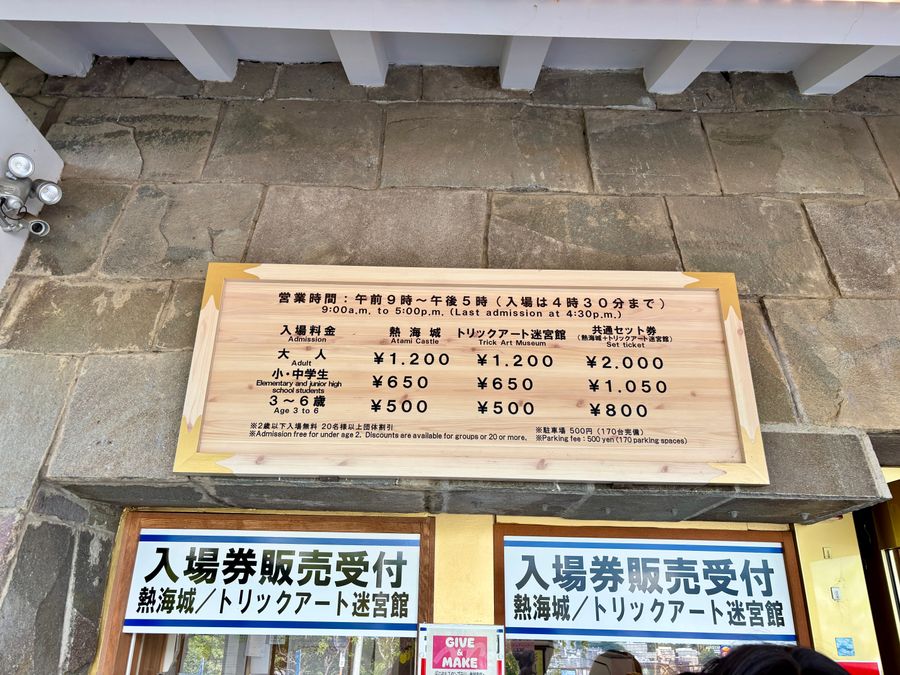 営業時間：午前９時～午後５時（入場は４時３０分まで）
9:00a.m. to 5:00p.m. (Last admission at 4:30p.m.)
入場料金 熱海城 トリックアート迷宮館 共通セット券
Admission Atami Castle Trick Art Museum (熱海城+トリックアート迷宮館)
Set ticket
大人 ¥1.200 ¥1.200 ¥2.000
Adult
小・中学生 ¥650 ¥650 ¥1.050
Elementary and junior high
school students
３～６歳 ¥500 ¥500 ¥800
Age 3 to 6
※2歳以下入場無料 20名様以上団体割引 ※駐車場 500円（170台完備）
※Admission free for under age 2. Discounts are available for groups or 20 or more. ※Parking fee : 500 yen (170 parking spaces)
入場券販売受付
熱海城／トリックアート迷宮館
入場券販売受付
熱海城／トリックアート迷宮館
GIVE
&
MAKE